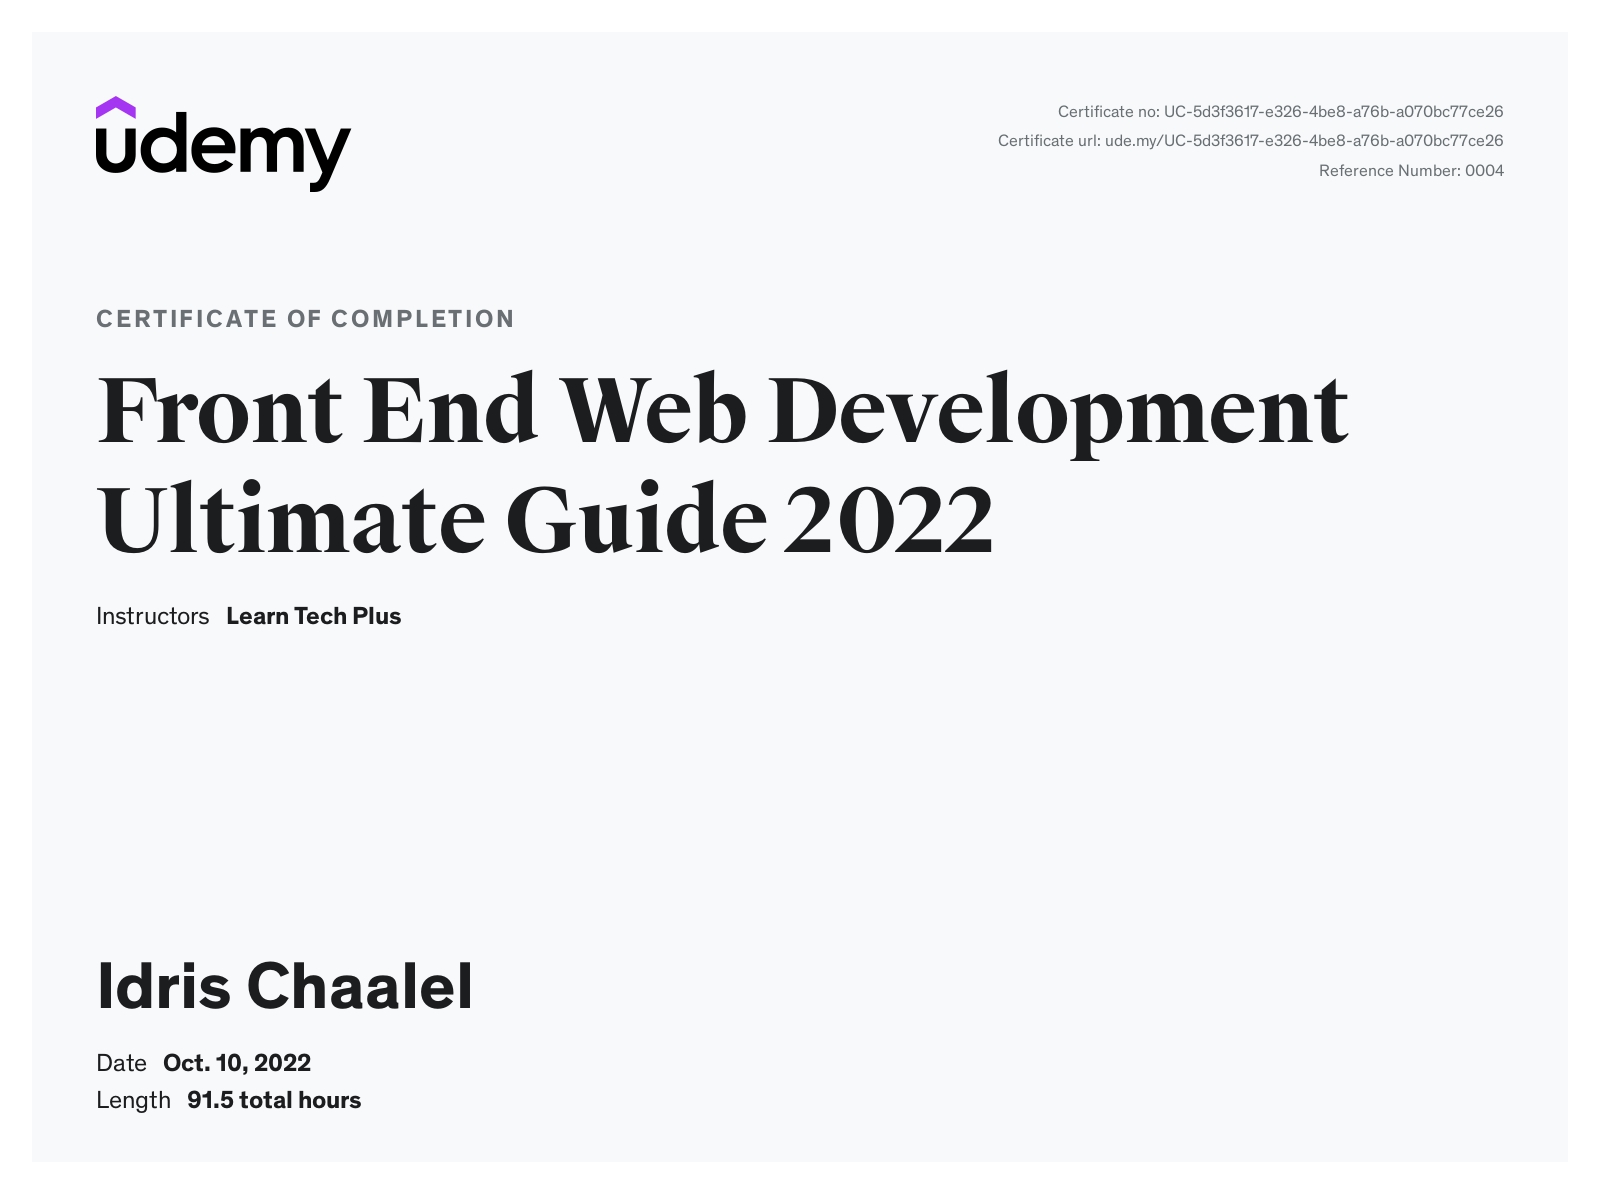 udemy
Certificate no: UC-5d3f3617-e326-4be8-a76b-a070bc77ce26
Certificate url: ude.my/UC-5d3f3617-e326-4be8-a76b-a070bc77ce26
Reference Number: 0004
CERTIFICATE OF COMPLETION
Front End Web Development
Ultimate Guide 2022
Instructors Learn Tech Plus
Idris Chaalel
Date Oct. 10, 2022
Length 91.5 total hours